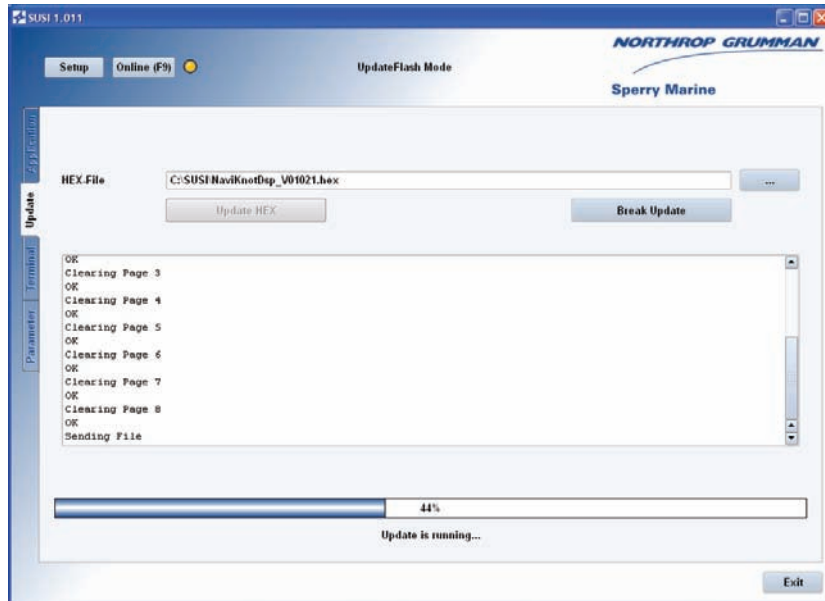 SUSI 1.011
NORTHROP GRUMMAN
Setup Online (F9) UpdateFlash Mode
Sperry Marine
Application
Update
Terminal
Parameter
HEX-File C:\SUSI\NaviKnotDsp_V01021.hex ...
Update HEX Break Update
OK
Clearing Page 3
OK
Clearing Page 4
OK
Clearing Page 5
OK
Clearing Page 6
OK
Clearing Page 7
OK
Clearing Page 8
OK
Sending File
44%
Update is running...
Exit